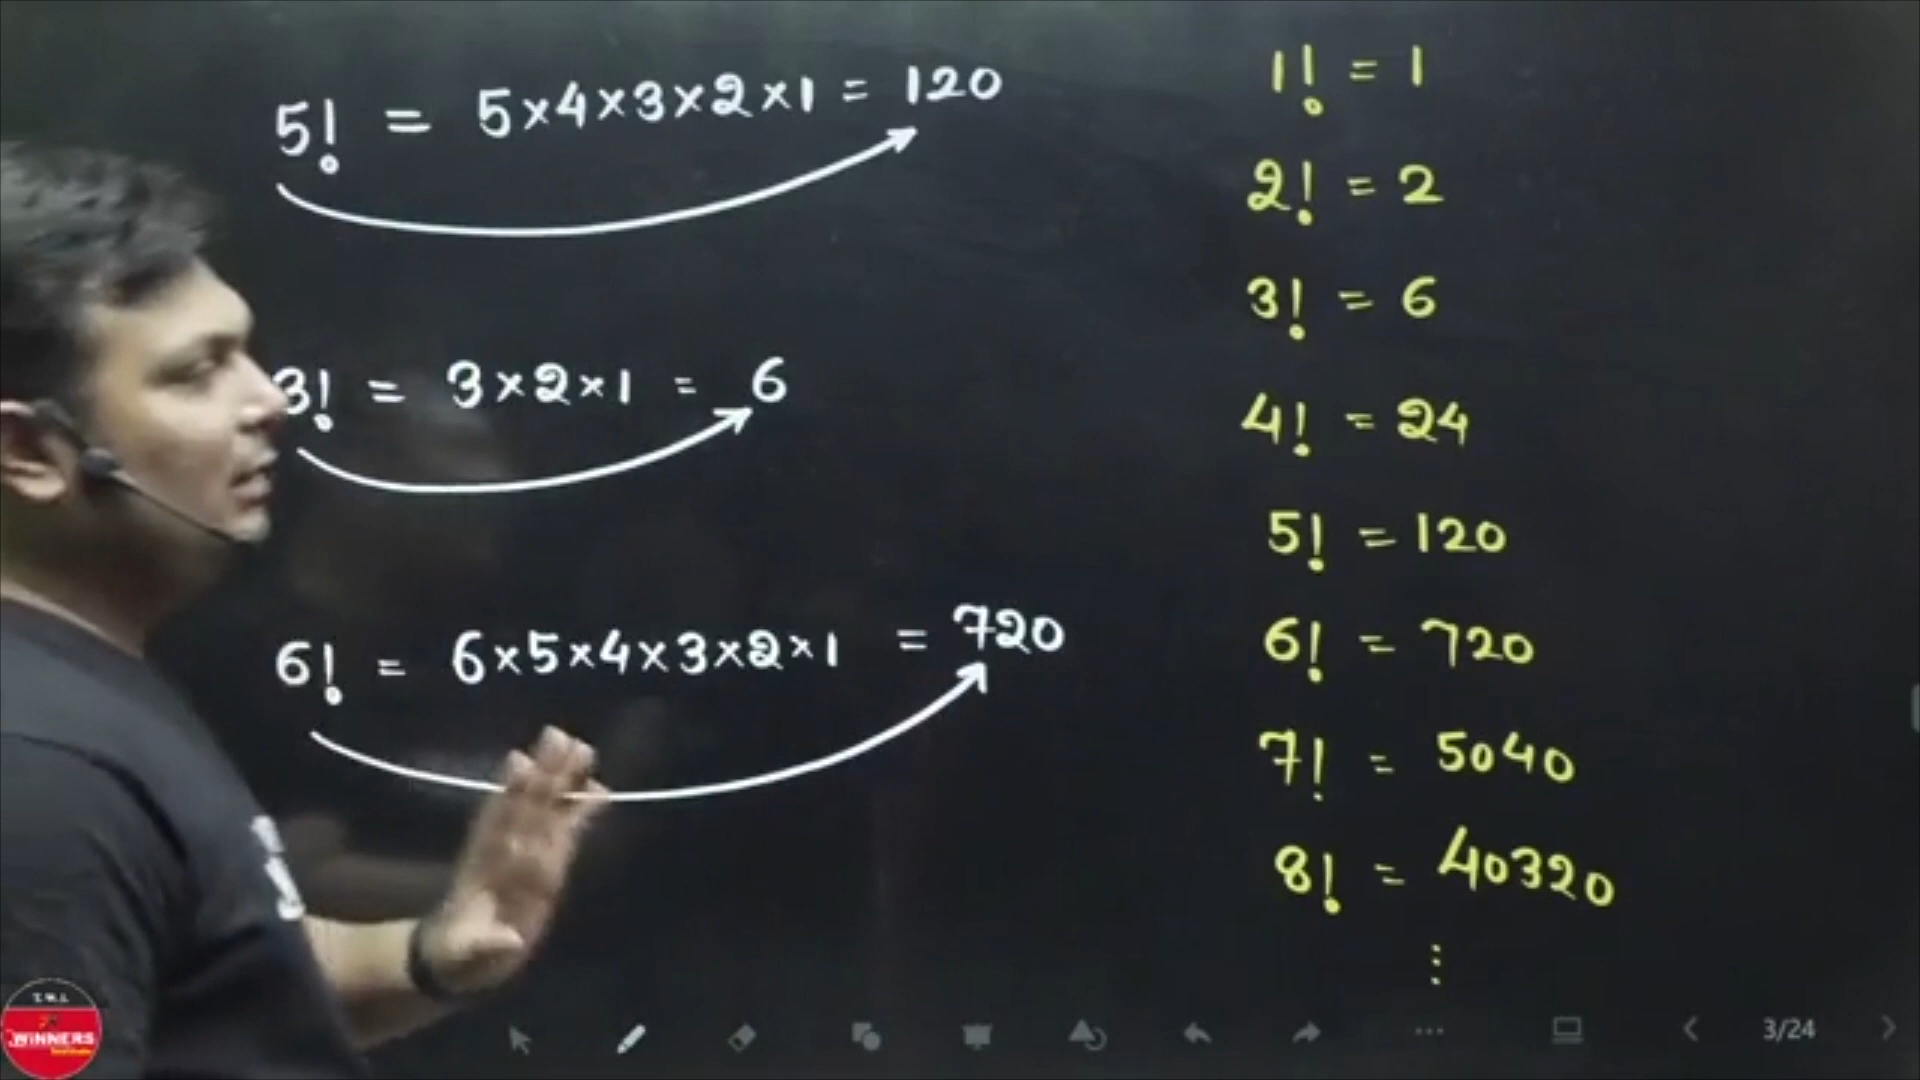 5! = 5×4×3×2×1 = 120
3! = 3×2×1 = 6
6! = 6×5×4×3×2×1 = 720
1! = 1
2! = 2
3! = 6
4! = 24
5! = 120
6! = 720
7! = 5040
8! = 40320
⋮
WINNERS
3/24